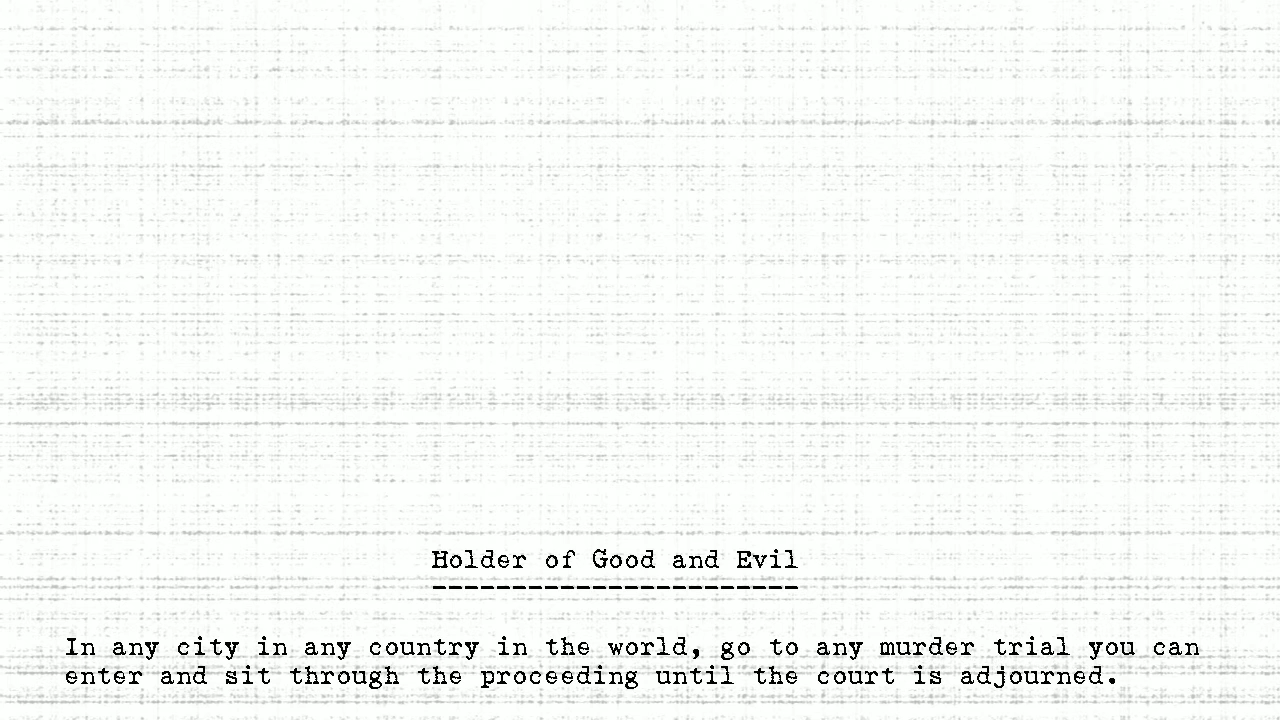 Holder of Good and Evil
-----------------------
In any city in any country in the world, go to any murder trial you can
enter and sit through the proceeding until the court is adjourned.